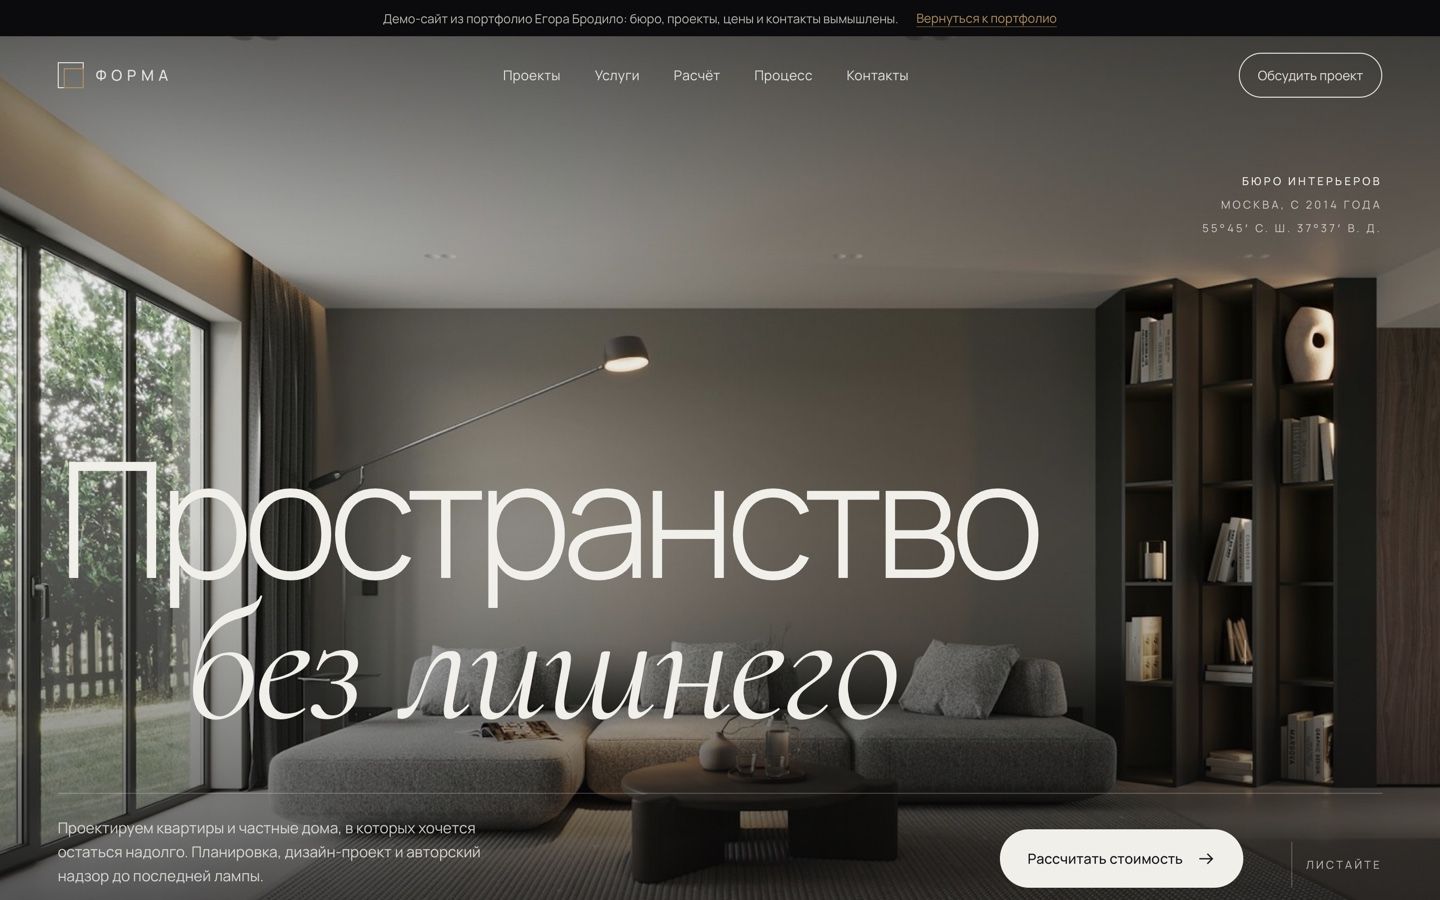 Демо-сайт из портфолио Егора Бродило: бюро, проекты, цены и контакты вымышлены. Вернуться к портфолио
ФОРМА
Проекты Услуги Расчёт Процесс Контакты
Обсудить проект
БЮРО ИНТЕРЬЕРОВ
МОСКВА, С 2014 ГОДА
55°45′ С. Ш. 37°37′ В. Д.
Пространство
без лишнего
Проектируем квартиры и частные дома, в которых хочется
остаться надолго. Планировка, дизайн-проект и авторский
надзор до последней лампы.
Рассчитать стоимость →
ЛИСТАЙТЕ